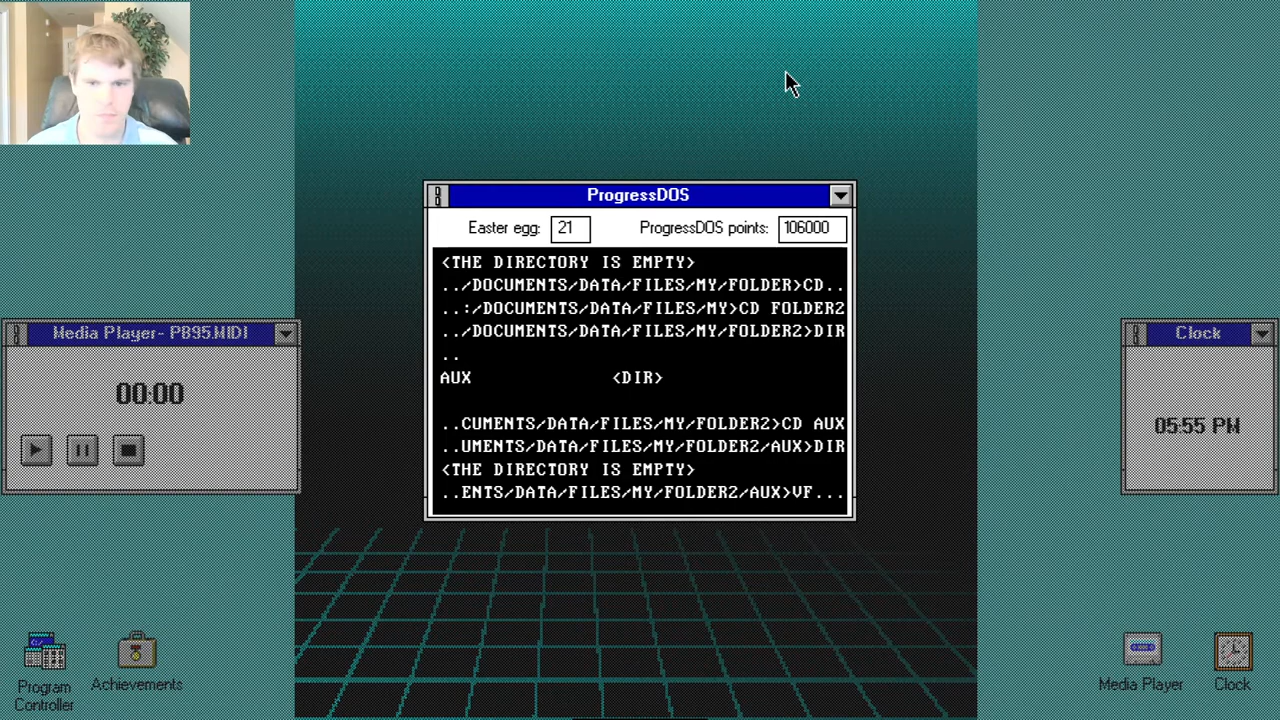 ProgressDOS
Easter egg: 21 ProgressDOS points: 106000
<THE DIRECTORY IS EMPTY>
../DOCUMENTS/DATA/FILES/MY/FOLDER>CD..
..:/DOCUMENTS/DATA/FILES/MY>CD FOLDER2
../DOCUMENTS/DATA/FILES/MY/FOLDER2>DIR
..
AUX <DIR>
..CUMENTS/DATA/FILES/MY/FOLDER2>CD AUX
..UMENTS/DATA/FILES/MY/FOLDER2/AUX>DIR
<THE DIRECTORY IS EMPTY>
..ENTS/DATA/FILES/MY/FOLDER2/AUX>VF...
Media Player- PB95.MIDI
00:00
Clock
05:55 PM
Program
Controller
Achievements
Media Player
Clock